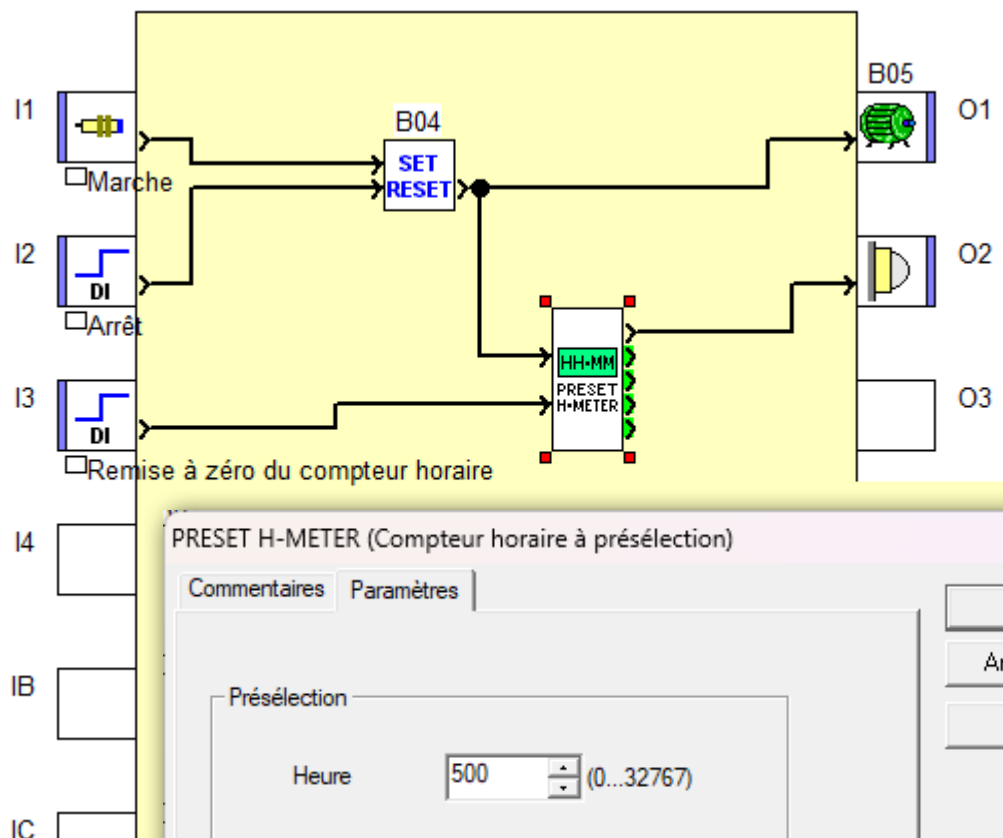 B05
I1
O1
B04
SET
RESET
Marche
I2
O2
DI
Arrêt
HH-MM
PRESET
H-METER
I3
O3
DI
Remise à zéro du compteur horaire
I4
PRESET H-METER (Compteur horaire à présélection)
Commentaires
Paramètres
IB
Présélection
Heure
500
(0...32767)
IC